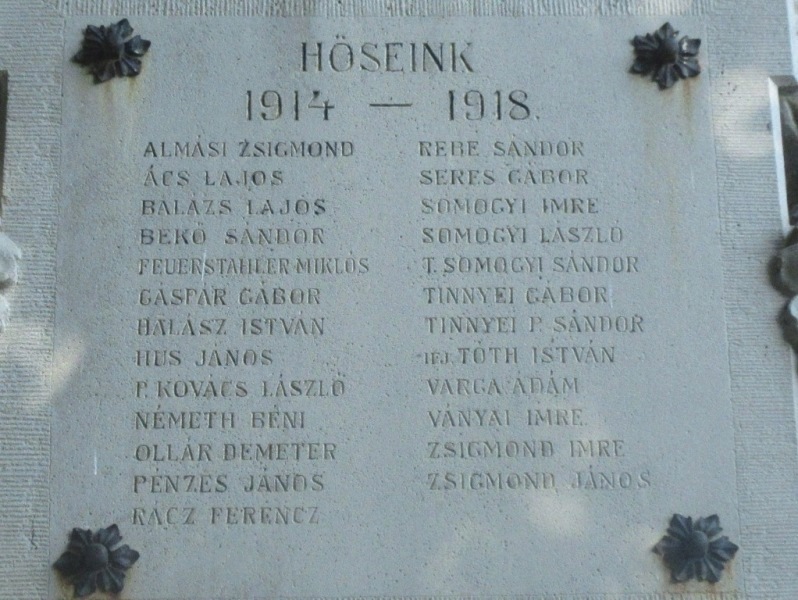 HŐSEINK
1914 — 1918.
ALMÁSI ZSIGMOND
ÁCS LAJOS
BALÁZS LAJOS
BEKŐ SÁNDOR
FEUERSTAHLER MIKLÓS
GÁSPÁR GÁBOR
HALÁSZ ISTVÁN
HUS JÁNOS
P. KOVÁCS LÁSZLÓ
NÉMETH BÉNI
OLLÁR DEMETER
PÉNZES JÁNOS
RÁCZ FERENCZ
REBE SÁNDOR
SERES GÁBOR
SOMOGYI IMRE
SOMOGYI LÁSZLÓ
T. SOMOGYI SÁNDOR
TINNYEI GÁBOR
TINNYEI P. SÁNDOR
IFJ. TÓTH ISTVÁN
VARGA ÁDÁM
VÁNYAI IMRE
ZSIGMOND IMRE
ZSIGMOND JÁNOS